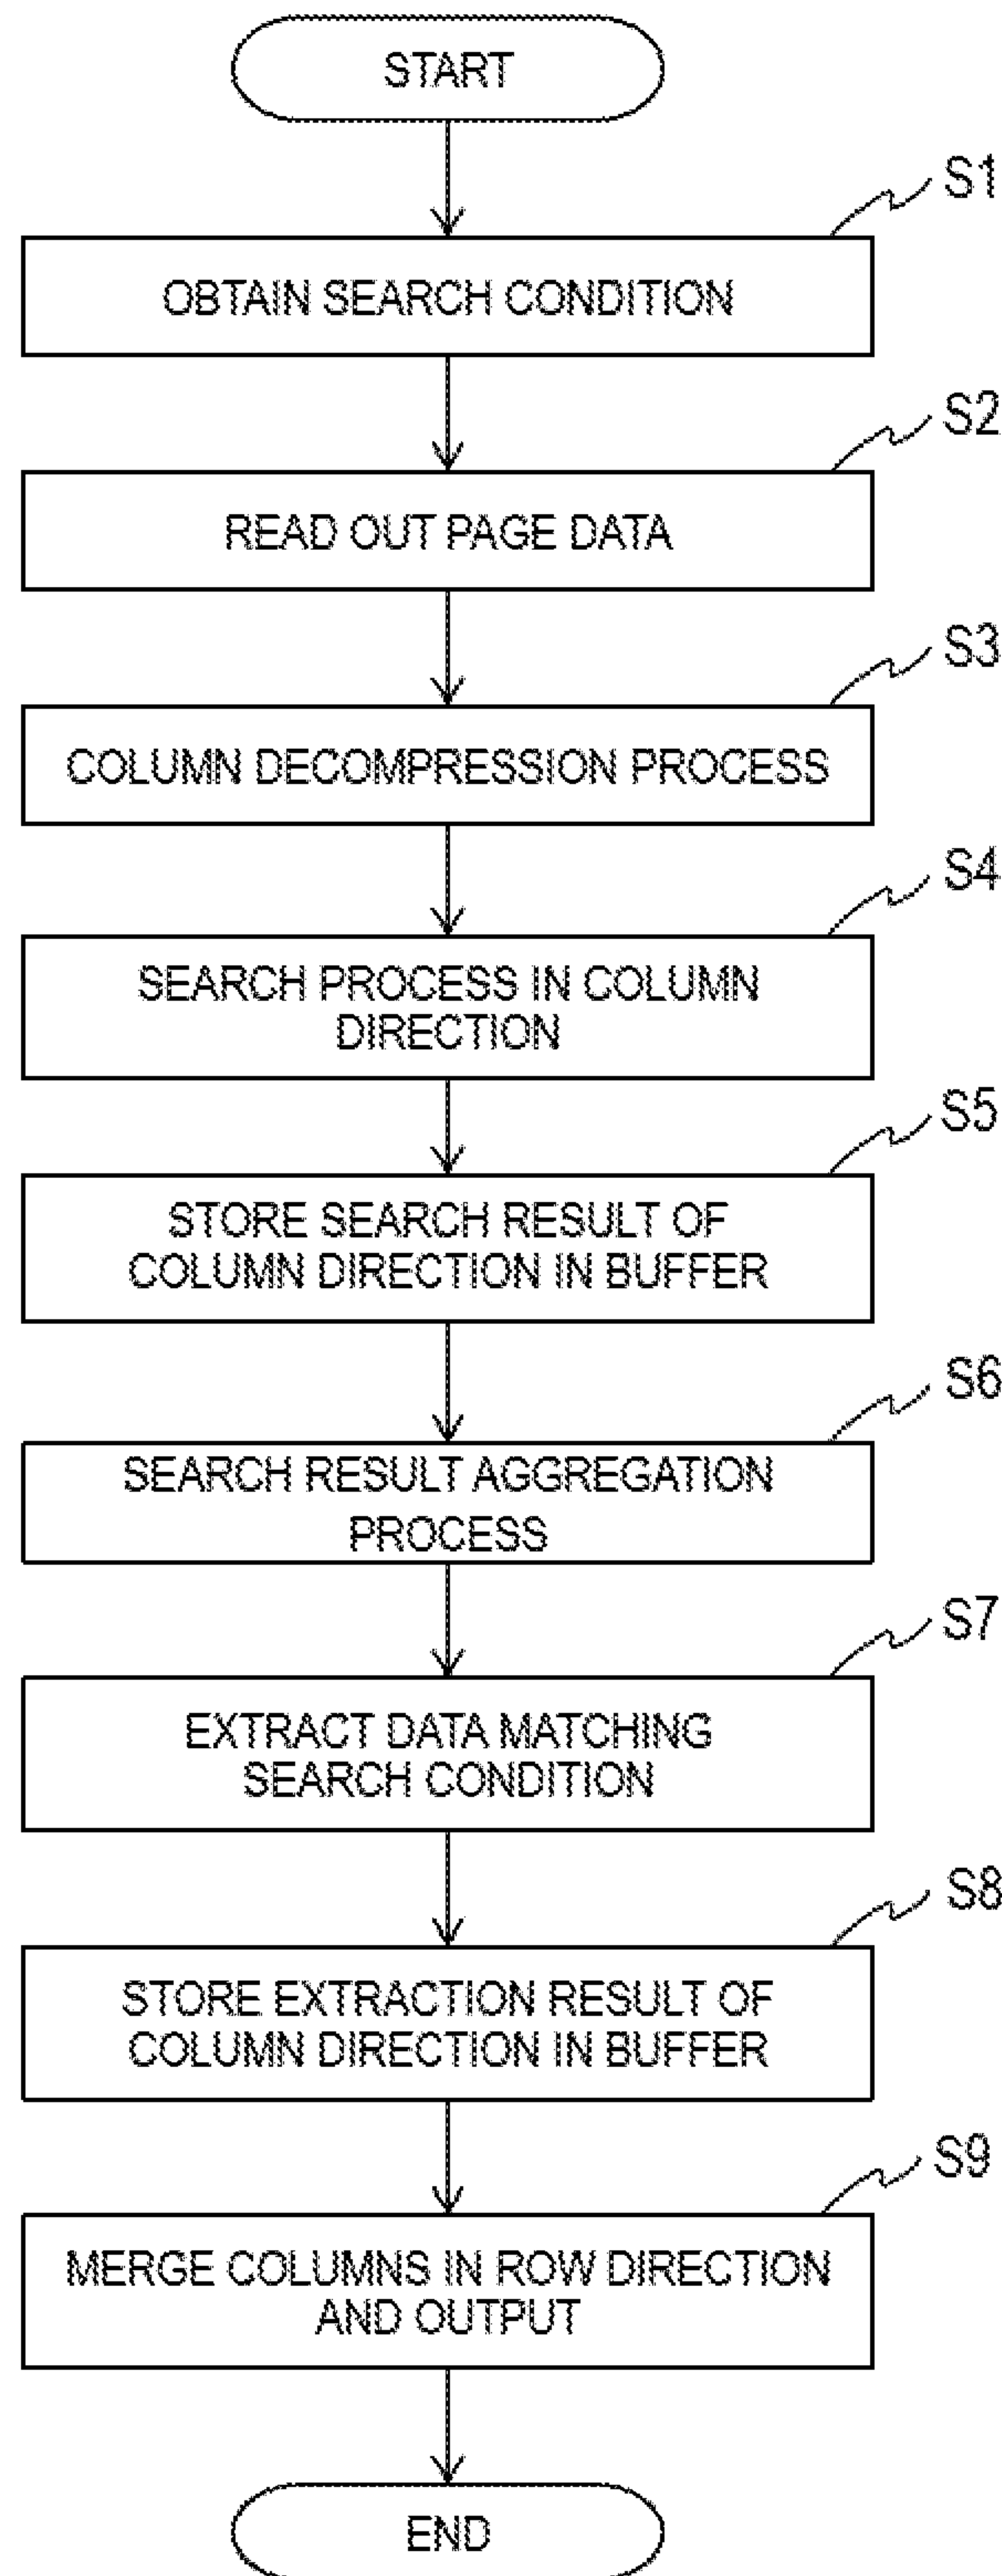 START
S1
OBTAIN SEARCH CONDITION
S2
READ OUT PAGE DATA
S3
COLUMN DECOMPRESSION PROCESS
S4
SEARCH PROCESS IN COLUMN
DIRECTION
S5
STORE SEARCH RESULT OF
COLUMN DIRECTION IN BUFFER
S6
SEARCH RESULT AGGREGATION
PROCESS
S7
EXTRACT DATA MATCHING
SEARCH CONDITION
S8
STORE EXTRACTION RESULT OF
COLUMN DIRECTION IN BUFFER
S9
MERGE COLUMNS IN ROW DIRECTION
AND OUTPUT
END